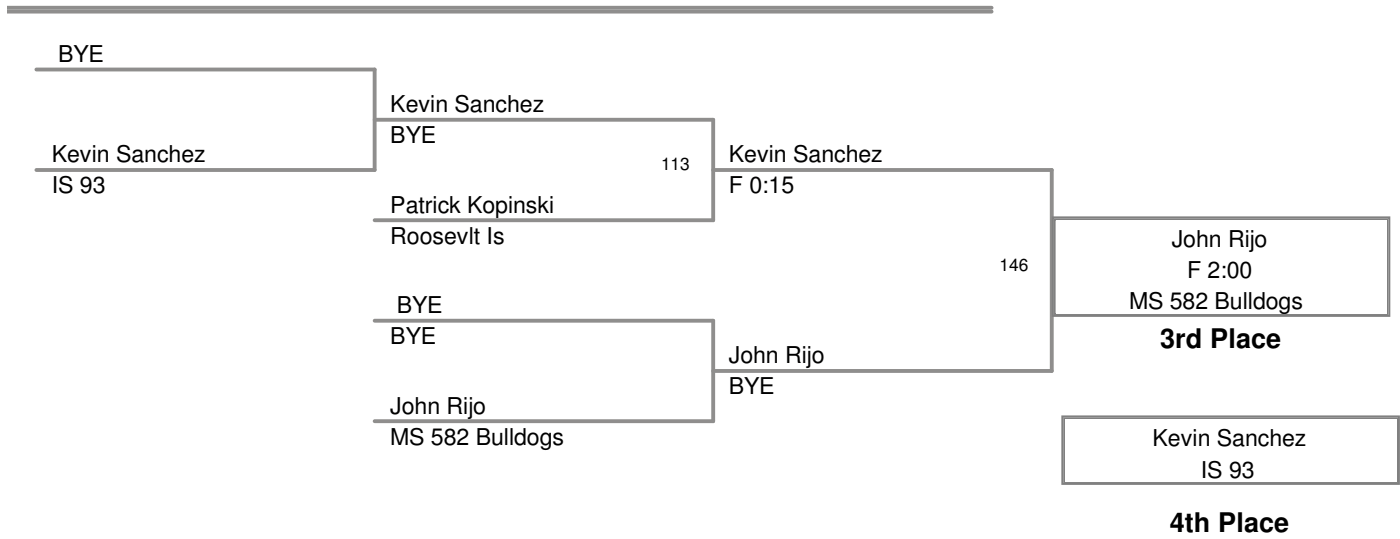 BYE
Kevin Sanchez
IS 93
Kevin Sanchez
BYE
Patrick Kopinski
Roosevlt Is
BYE
BYE
John Rijo
MS 582 Bulldogs
113
Kevin Sanchez
F 0:15
John Rijo
BYE
146
John Rijo
F 2:00
MS 582 Bulldogs
3rd Place
Kevin Sanchez
IS 93
4th Place